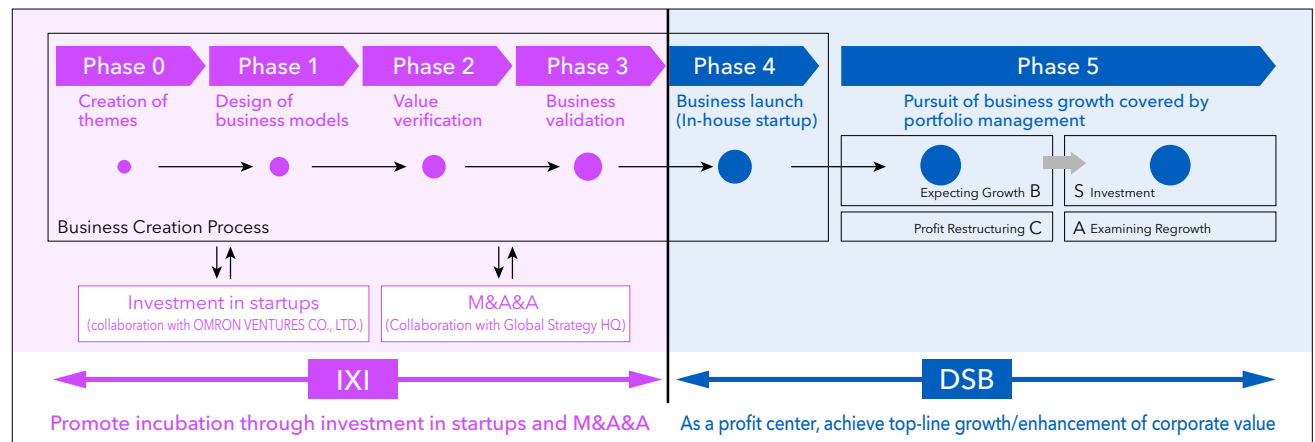 Phase 0
Phase 1
Phase 2
Phase 3
Phase 4
Phase 5
Creation of
themes
Design of
business models
Value
verification
Business
validation
Business launch
(In-house startup)
Pursuit of business growth covered by
portfolio management
Expecting Growth B
S Investment
Profit Restructuring C
A Examining Regrowth
Business Creation Process
Investment in startups
(collaboration with OMRON VENTURES CO., LTD.)
M&A&A
(Collaboration with Global Strategy HQ)
IXI
DSB
Promote incubation through investment in startups and M&A&A
As a profit center, achieve top-line growth/enhancement of corporate value